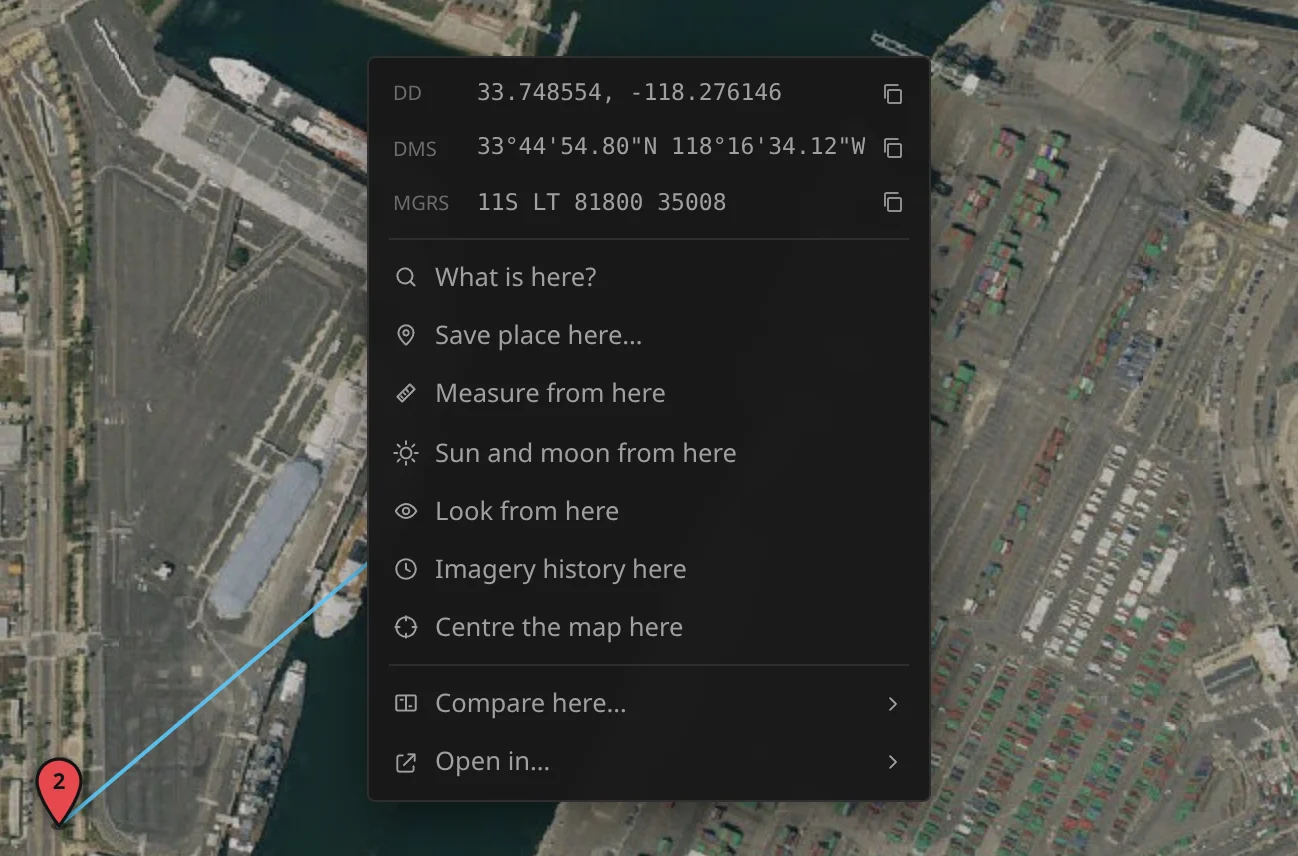 DD 33.748554, -118.276146
DMS 33°44'54.80"N 118°16'34.12"W
MGRS 11S LT 81800 35008
What is here?
Save place here...
Measure from here
Sun and moon from here
Look from here
Imagery history here
Centre the map here
Compare here...
Open in...
2